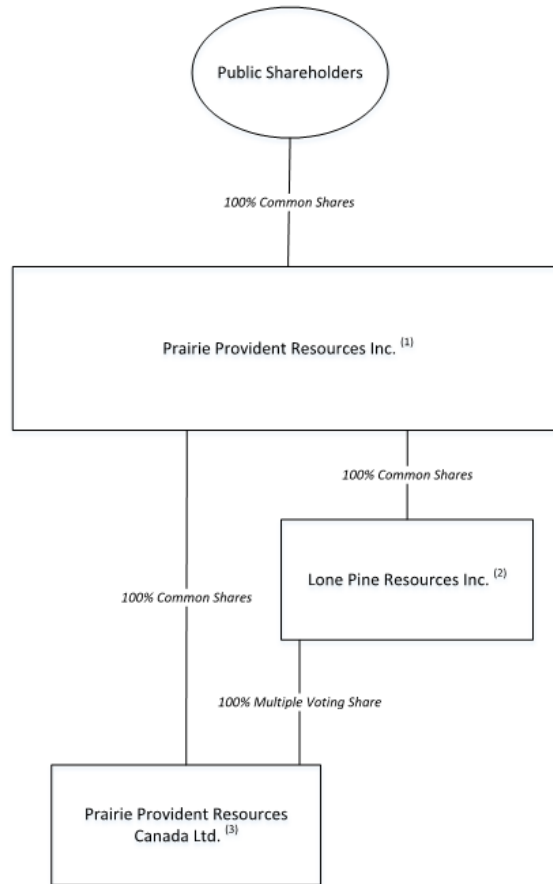 Public Shareholders
100% Common Shares
Prairie Provident Resources Inc. (1)
100% Common Shares
Lone Pine Resources Inc. (2)
100% Common Shares
100% Multiple Voting Share
Prairie Provident Resources
Canada Ltd. (3)